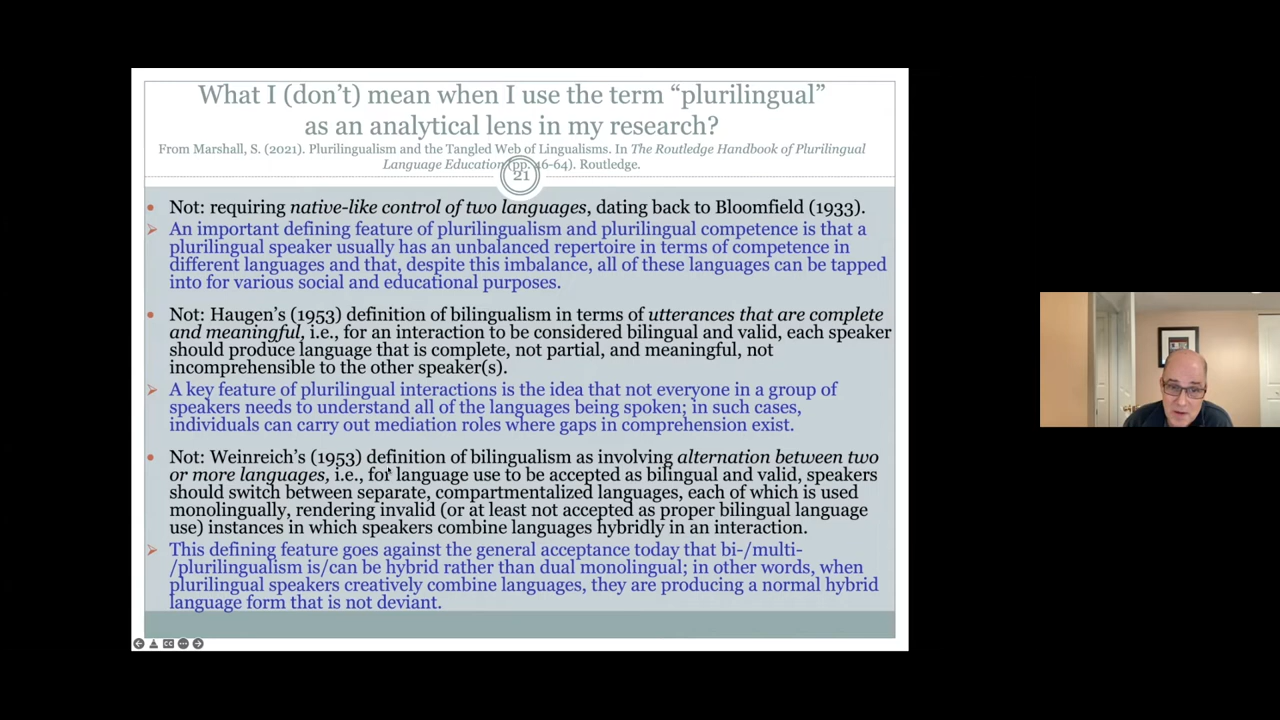 What I (don’t) mean when I use the term “plurilingual”
as an analytical lens in my research?
From Marshall, S. (2021). Plurilingualism and the Tangled Web of Lingualisms. In The Routledge Handbook of Plurilingual
Language Education (pp. 46-64). Routledge.
21
• Not: requiring native-like control of two languages, dating back to Bloomfield (1933).
➢ An important defining feature of plurilingualism and plurilingual competence is that a
plurilingual speaker usually has an unbalanced repertoire in terms of competence in
different languages and that, despite this imbalance, all of these languages can be tapped
into for various social and educational purposes.
• Not: Haugen’s (1953) definition of bilingualism in terms of utterances that are complete
and meaningful, i.e., for an interaction to be considered bilingual and valid, each speaker
should produce language that is complete, not partial, and meaningful, not
incomprehensible to the other speaker(s).
➢ A key feature of plurilingual interactions is the idea that not everyone in a group of
speakers needs to understand all of the languages being spoken; in such cases,
individuals can carry out mediation roles where gaps in comprehension exist.
• Not: Weinreich’s (1953) definition of bilingualism as involving alternation between two
or more languages, i.e., for language use to be accepted as bilingual and valid, speakers
should switch between separate, compartmentalized languages, each of which is used
monolingually, rendering invalid (or at least not accepted as proper bilingual language
use) instances in which speakers combine languages hybridly in an interaction.
➢ This defining feature goes against the general acceptance today that bi-/multi-
/plurilingualism is/can be hybrid rather than dual monolingual; in other words, when
plurilingual speakers creatively combine languages, they are producing a normal hybrid
language form that is not deviant.